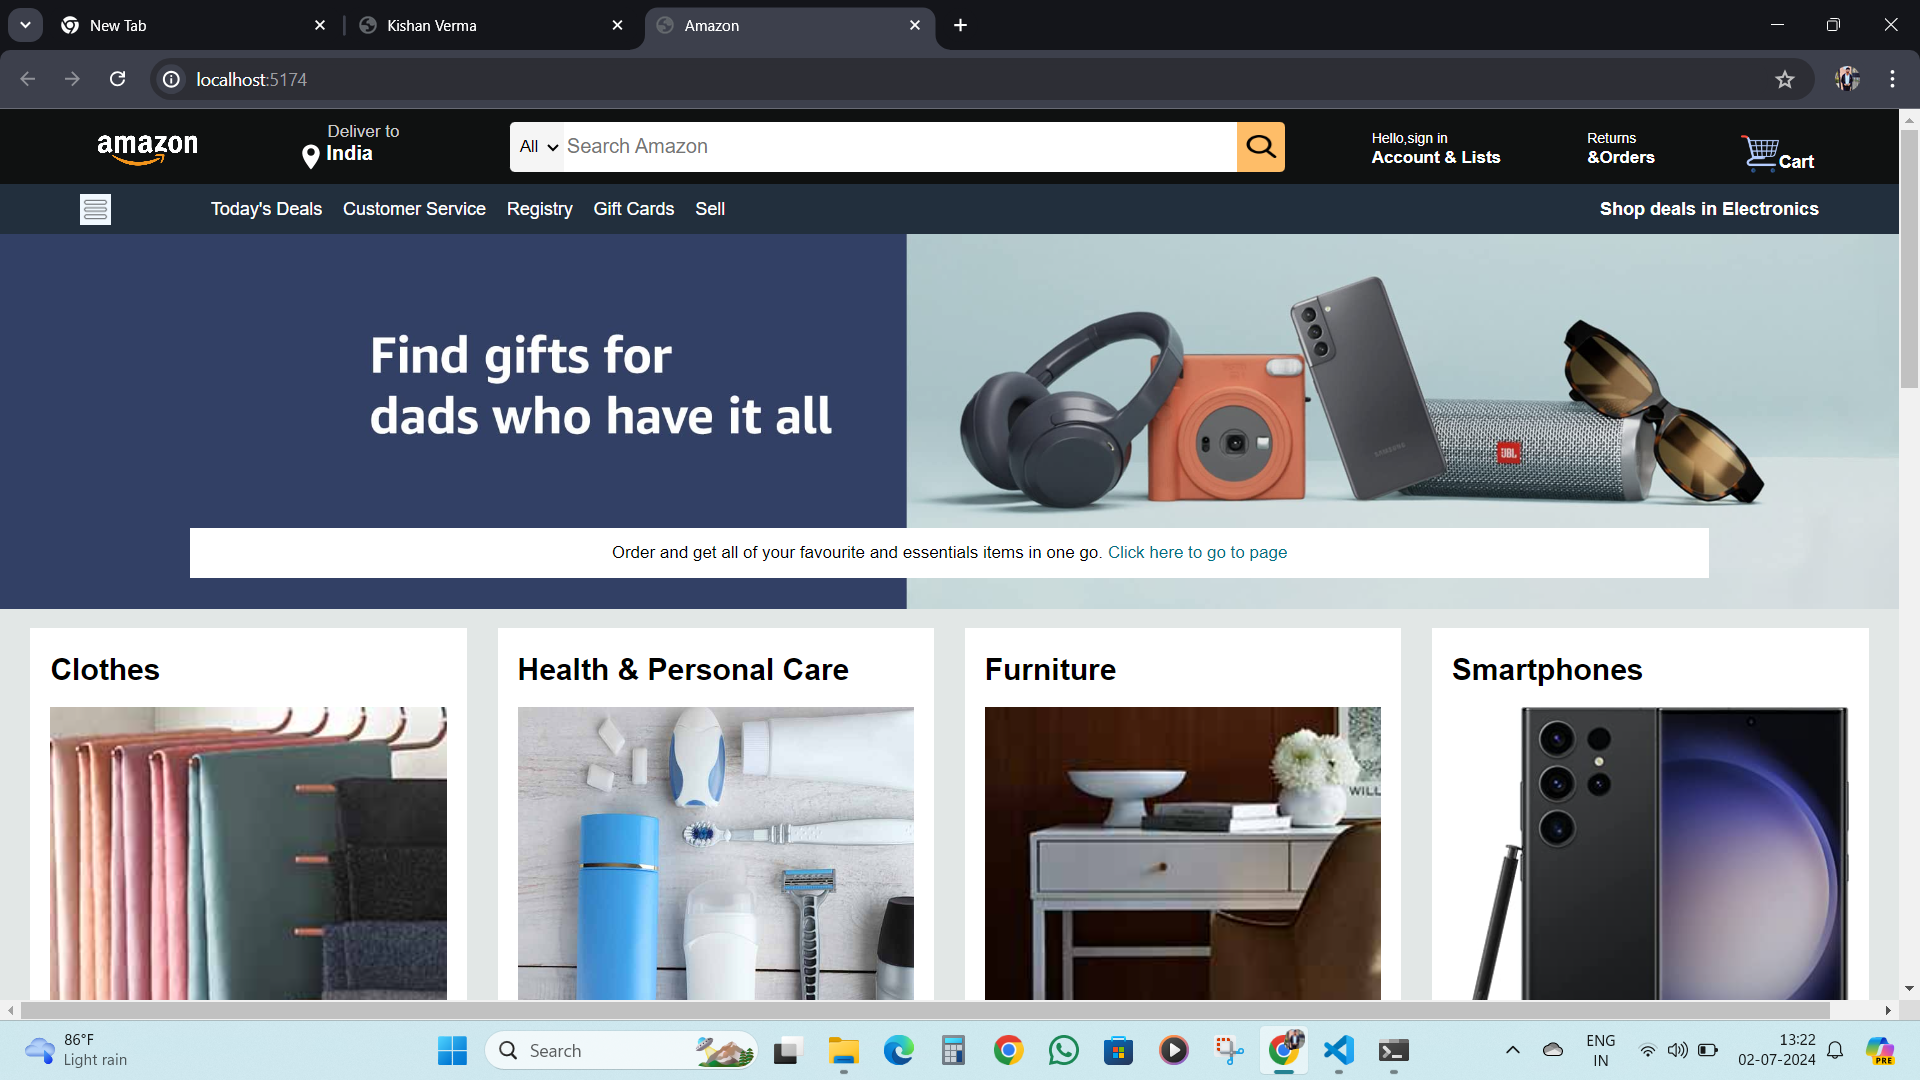 New Tab
Kishan Verma
Amazon
localhost:5174
amazon
Deliver to
India
All
Search Amazon
Hello,sign in
Account & Lists
Returns
&Orders
Cart
Today's Deals
Customer Service
Registry
Gift Cards
Sell
Shop deals in Electronics
Find gifts for
dads who have it all
SAMSUNG
JBL
Order and get all of your favourite and essentials items in one go. Click here to go to page
Clothes
Health & Personal Care
Furniture
Smartphones
WILL
86°F
Light rain
Search
ENG
IN
13:22
02-07-2024
PRE